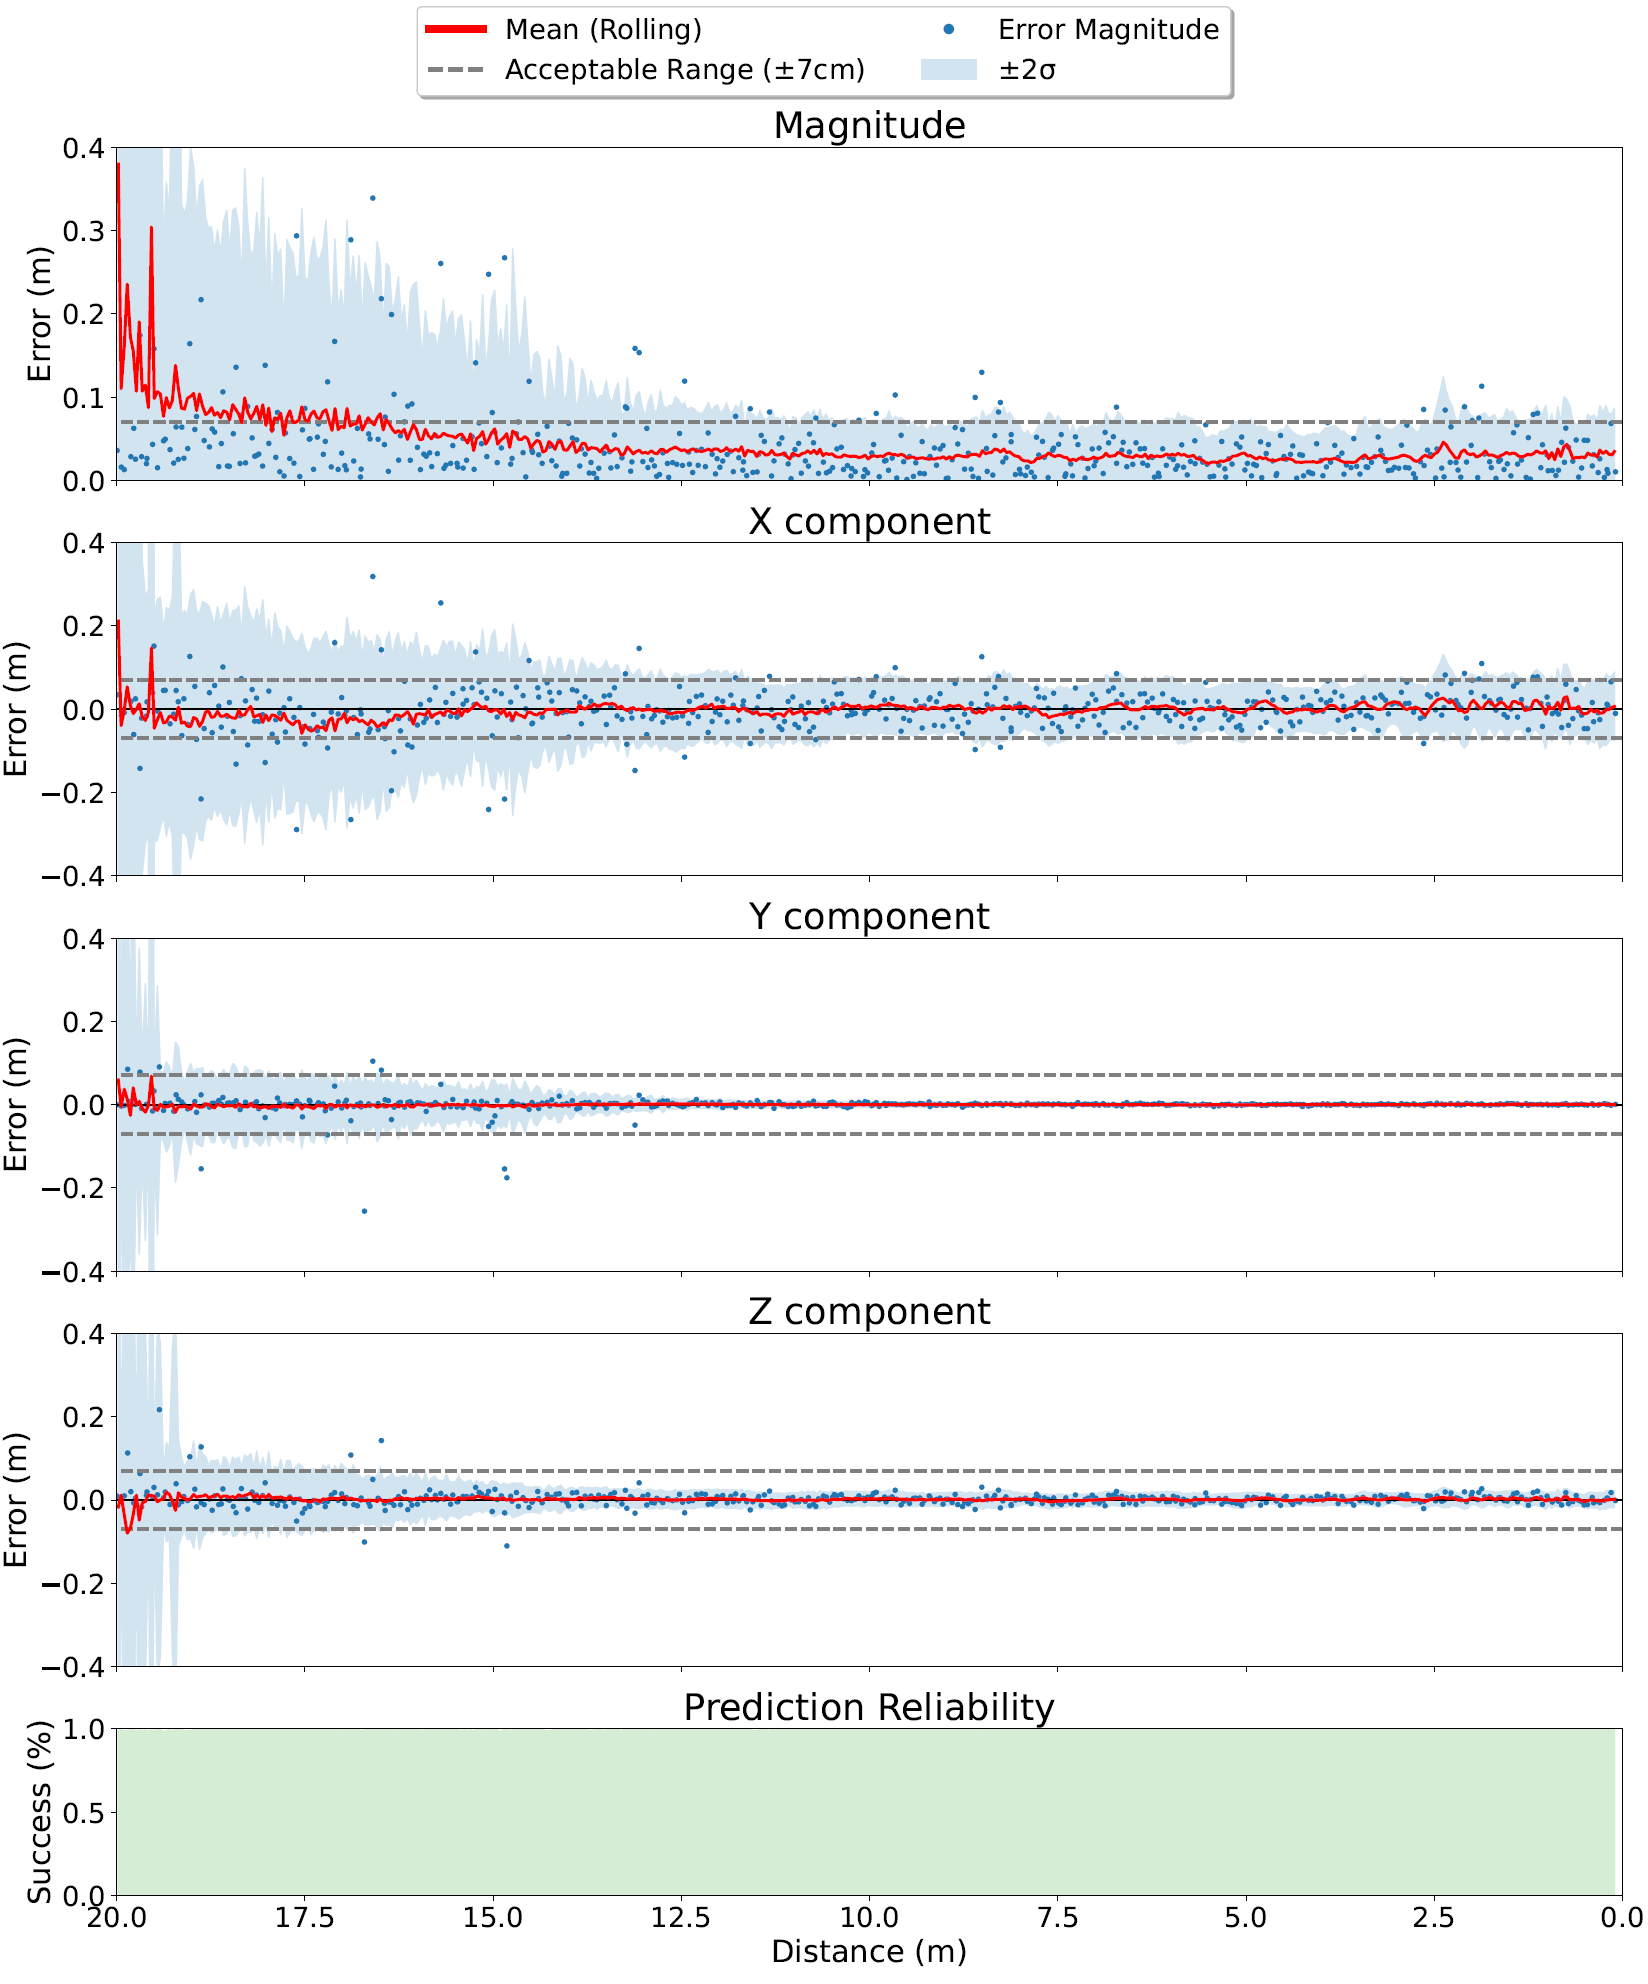 Mean (Rolling)
Error Magnitude
Acceptable Range (±7cm)
±2σ
Magnitude
0.4
0.3
0.2
0.1
0.0
Error (m)
X component
0.4
0.2
0.0
−0.2
−0.4
Error (m)
Y component
0.4
0.2
0.0
−0.2
−0.4
Error (m)
Z component
0.4
0.2
0.0
−0.2
−0.4
Error (m)
Prediction Reliability
1.0
0.5
0.0
Success (%)
20.0 17.5 15.0 12.5 10.0 7.5 5.0 2.5 0.0
Distance (m)